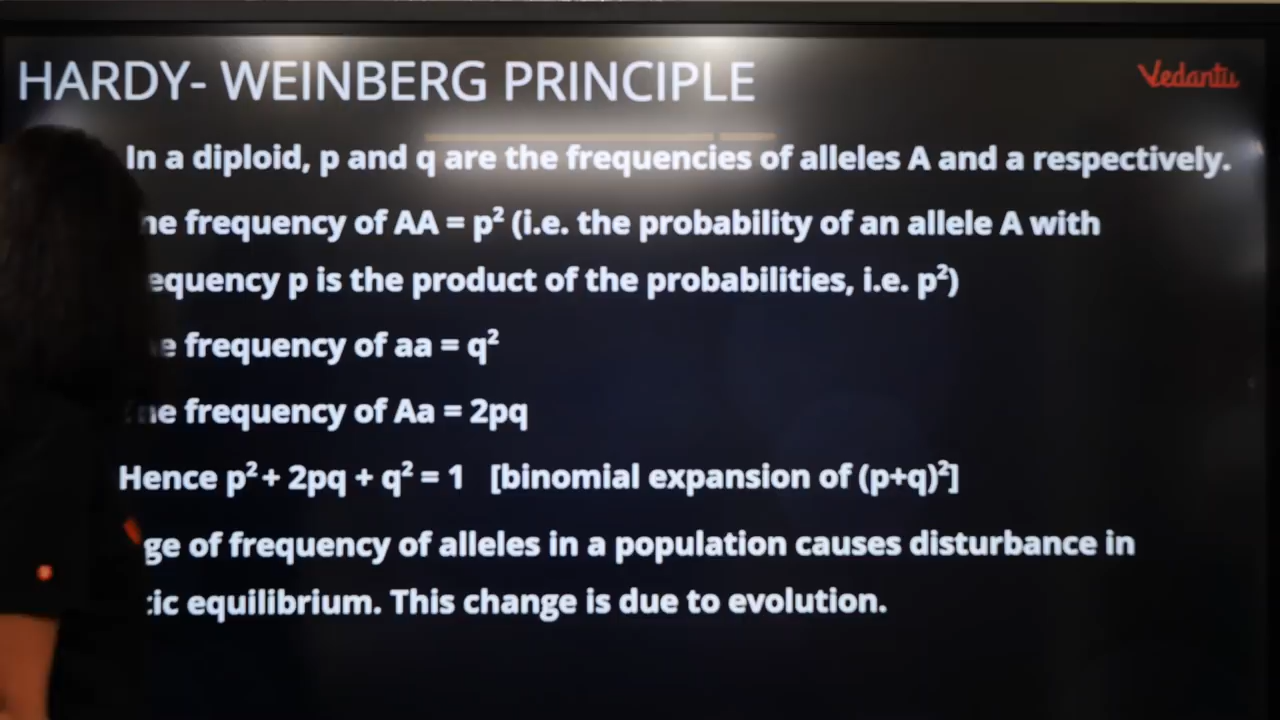 HARDY- WEINBERG PRINCIPLE
Vedantu
In a diploid, p and q are the frequencies of alleles A and a respectively.
frequency of AA = p² (i.e. the probability of an allele A with
p is the product of the probabilities, i.e. p²)
frequency of aa = q²
frequency of Aa = 2pq
Hence p² + 2pq + q² = 1 [binomial expansion of (p+q)²]
of frequency of alleles in a population causes disturbance in
equilibrium. This change is due to evolution.